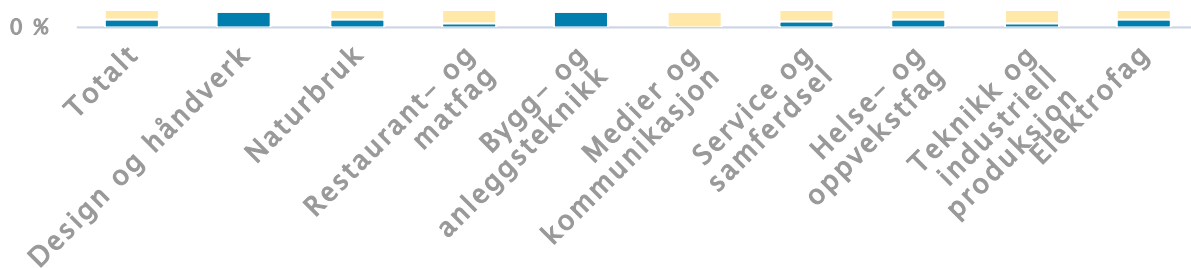 0 %
Totalt
Design og håndverk
Naturbruk
Restaurant- og
matfag
Bygg- og
anleggsteknikk
Medier og
kommunikasjon
Service og
samferdsel
Helse- og
oppvekstfag
Teknikk og
industriell
produksjon
Elektrofag